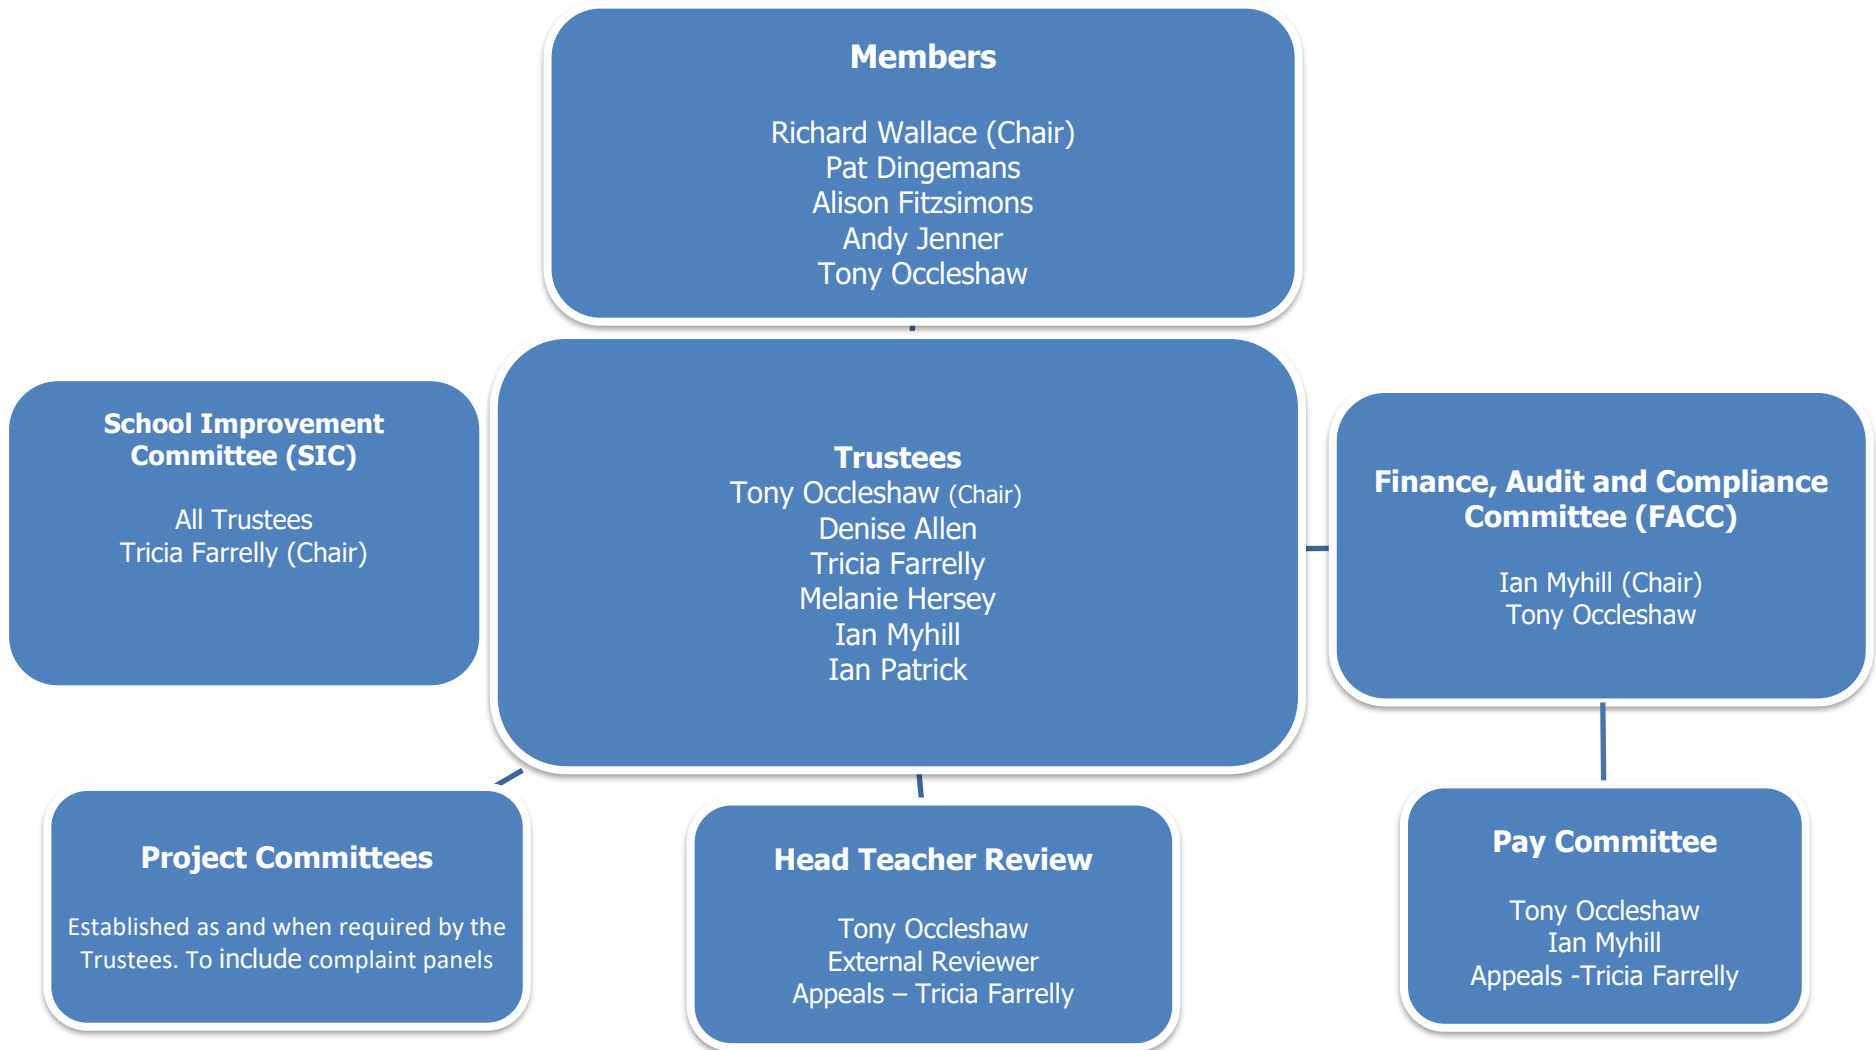 Members
Richard Wallace (Chair)
Pat Dingemans
Alison Fitzsimons
Andy Jenner
Tony Occleshaw
School Improvement
Committee (SIC)
All Trustees
Tricia Farrelly (Chair)
Trustees
Tony Occleshaw (Chair)
Denise Allen
Tricia Farrelly
Melanie Hersey
Ian Myhill
Ian Patrick
Finance, Audit and Compliance
Committee (FACC)
Ian Myhill (Chair)
Tony Occleshaw
Project Committees
Established as and when required by the
Trustees. To include complaint panels
Head Teacher Review
Tony Occleshaw
External Reviewer
Appeals – Tricia Farrelly
Pay Committee
Tony Occleshaw
Ian Myhill
Appeals -Tricia Farrelly